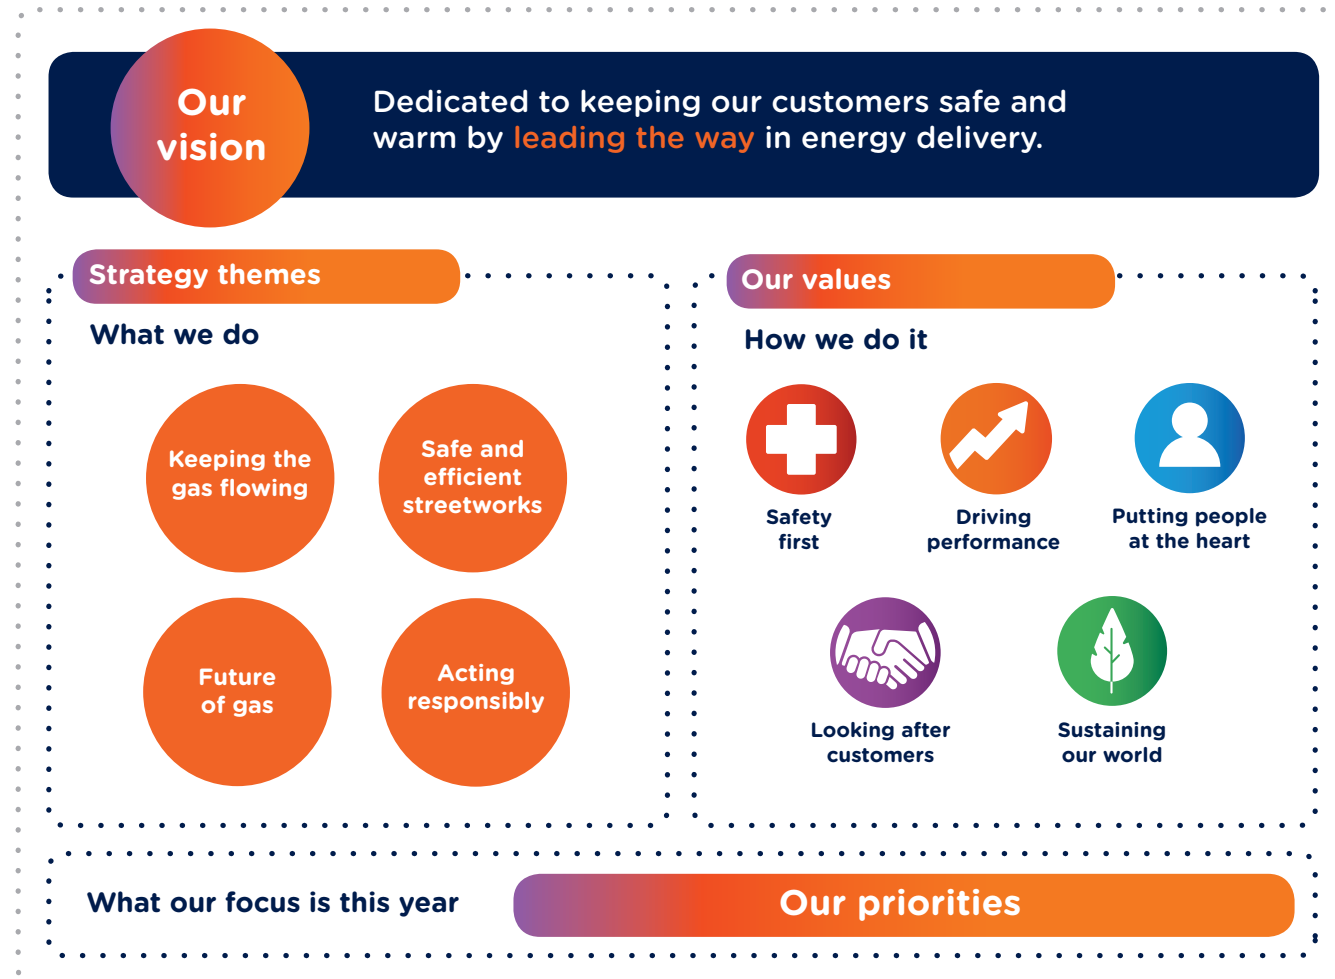 Our
vision
Dedicated to keeping our customers safe and
warm by leading the way in energy delivery.
Strategy themes
What we do
Keeping the
gas flowing
Safe and
efficient
streetworks
Future
of gas
Acting
responsibly
Our values
How we do it
Safety
first
Driving
performance
Putting people
at the heart
Looking after
customers
Sustaining
our world
What our focus is this year
Our priorities